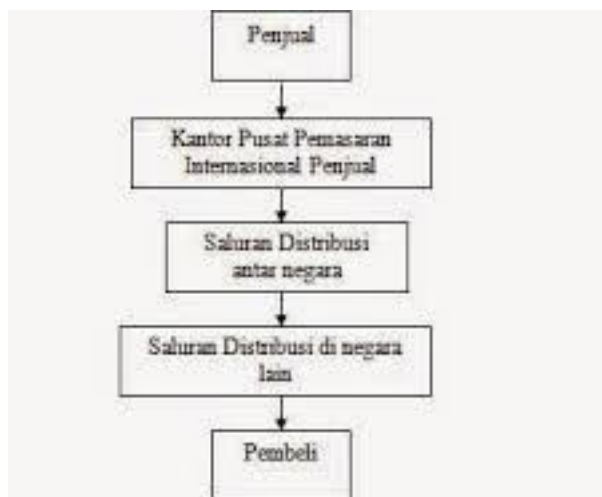 Penjual
Kantor Pusat Pemasaran
Internasional Penjual
Saluran Distribusi
antar negara
Saluran Distribusi di negara
lain
Pembeli